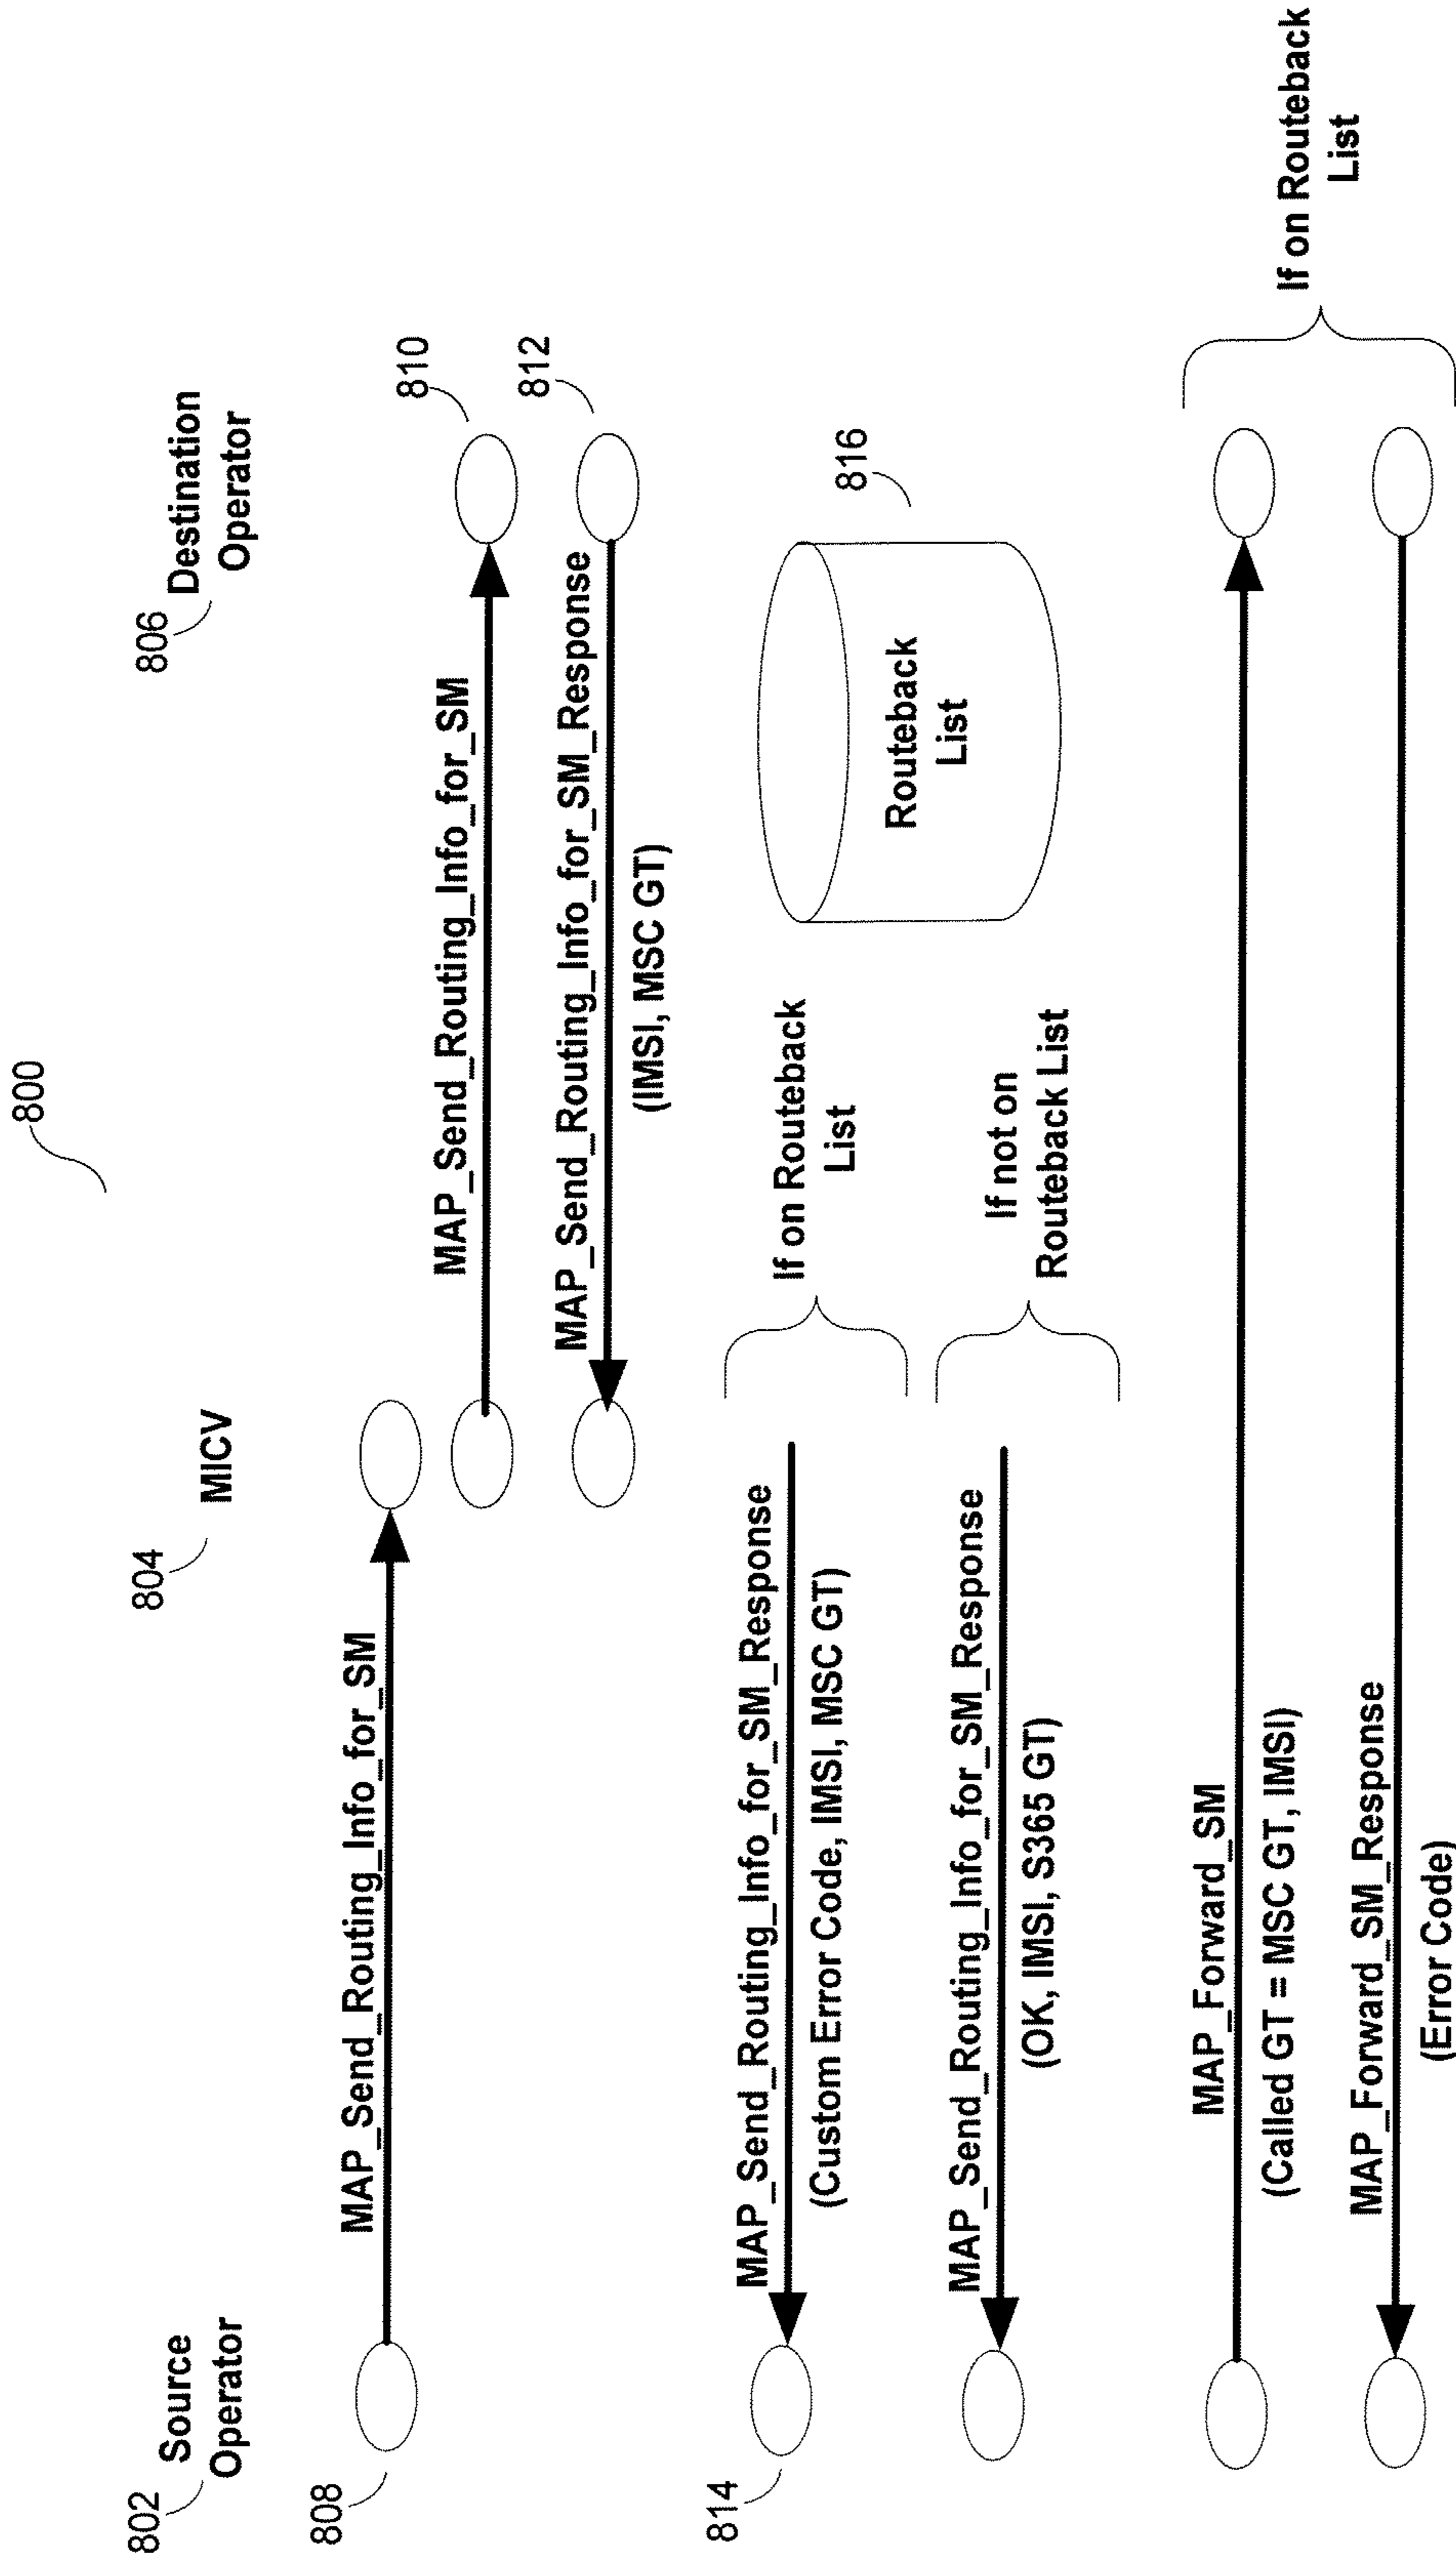 800
802
Source
Operator
804
MICV
806
Destination
Operator
808
MAP_Send_Routing_Info_for_SM
MAP_Send_Routing_Info_for_SM
810
MAP_Send_Routing_Info_for_SM_Response
(IMSI, MSC GT)
812
814
MAP_Send_Routing_Info_for_SM_Response
(Custom Error Code, IMSI, MSC GT)
If on Routeback
List
816
Routeback
List
MAP_Send_Routing_Info_for_SM_Response
(OK, IMSI, S365 GT)
If not on
Routeback List
MAP_Forward_SM
(Called GT = MSC GT, IMSI)
MAP_Forward_SM_Response
(Error Code)
If on Routeback
List